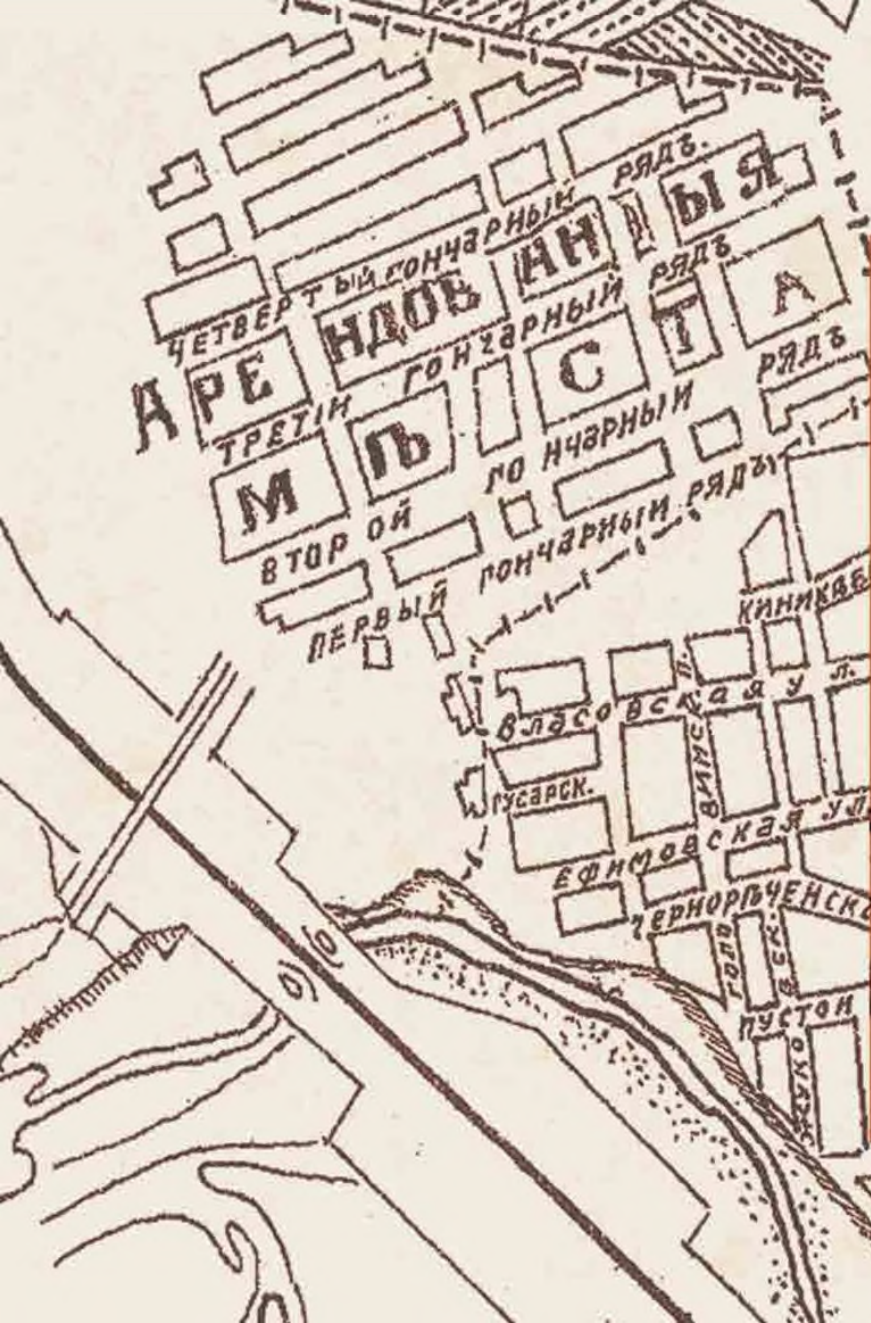 ЧЕТВЕРТЫЙ ГОНЧАРНЫЙ РЯДЪ.
АРЕНДОВАННЫЯ
ТРЕТІЙ ГОНЧАРНЫЙ РЯДЪ
МѢСТА
ВТОРОЙ ГОНЧАРНЫЙ РЯДЪ
ПЕРВЫЙ ГОНЧАРНЫЙ РЯДЪ
КИНИКВЕ
ВЛАСОВСКАЯ УЛ.
ГУСАРСК.
ЕФИМОВСКАЯ УЛ
ЧЕРНОРѢЧЕНСКА
ПУСТОЙ